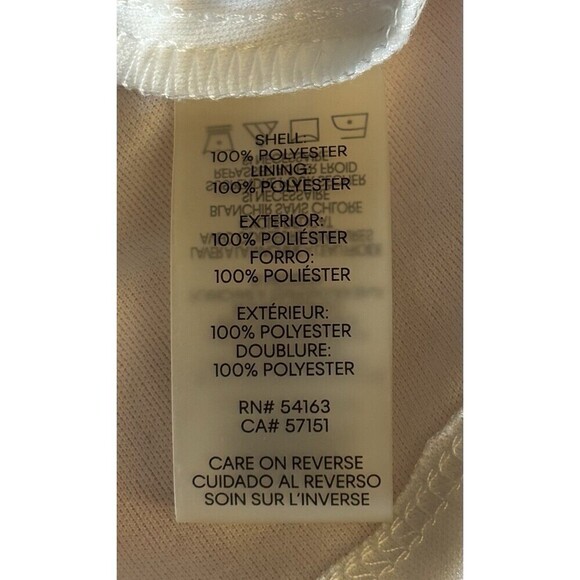 SHELL:
100% POLYESTER
LINING:
100% POLYESTER
EXTERIOR:
100% POLIÉSTER
FORRO:
100% POLIÉSTER
EXTÉRIEUR:
100% POLYESTER
DOUBLURE:
100% POLYESTER
RN# 54163
CA# 57151
CARE ON REVERSE
CUIDADO AL REVERSO
SOIN SUR L'INVERSE